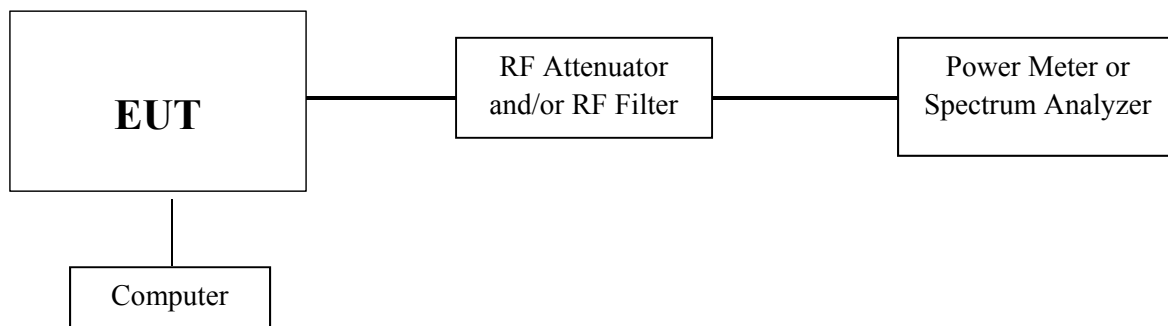 EUT
RF Attenuator
and/or RF Filter
Power Meter or
Spectrum Analyzer
Computer